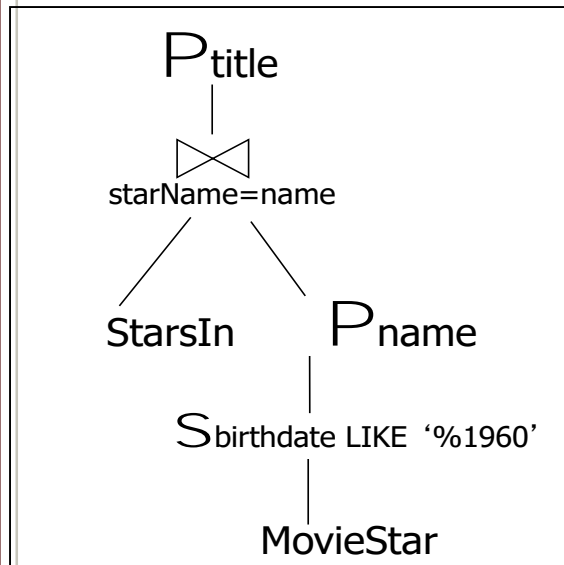 Ptitle
starName=name
StarsIn
Pname
Sbirthdate LIKE ‘%1960’
MovieStar